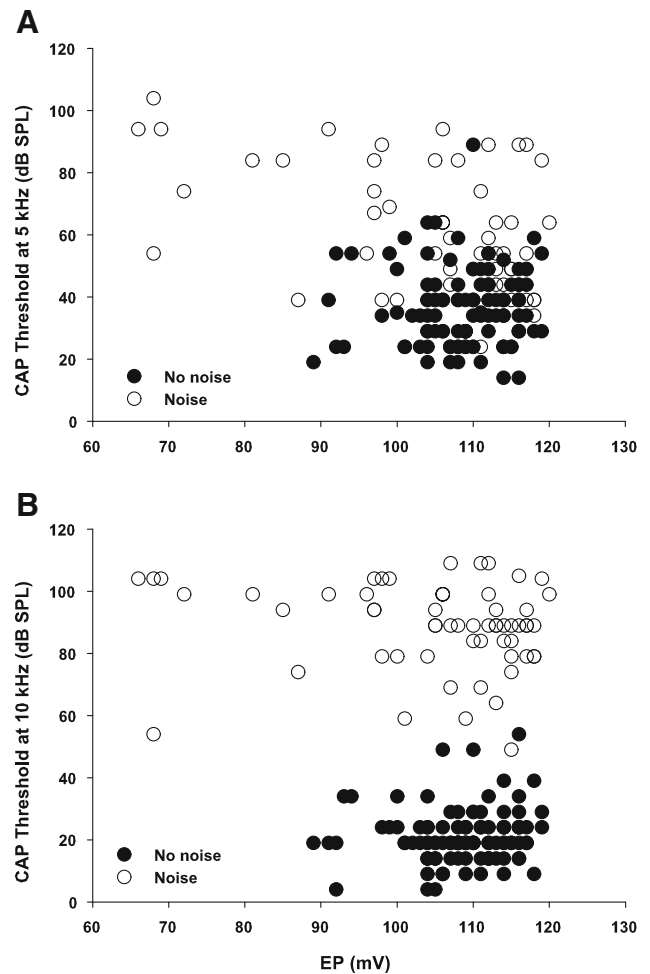 A
CAP Threshold at 5 kHz (dB SPL)
120
100
80
60
40
20
0
No noise
Noise
60 70 80 90 100 110 120 130
B
CAP Threshold at 10 kHz (dB SPL)
120
100
80
60
40
20
0
No noise
Noise
60 70 80 90 100 110 120 130
EP (mV)